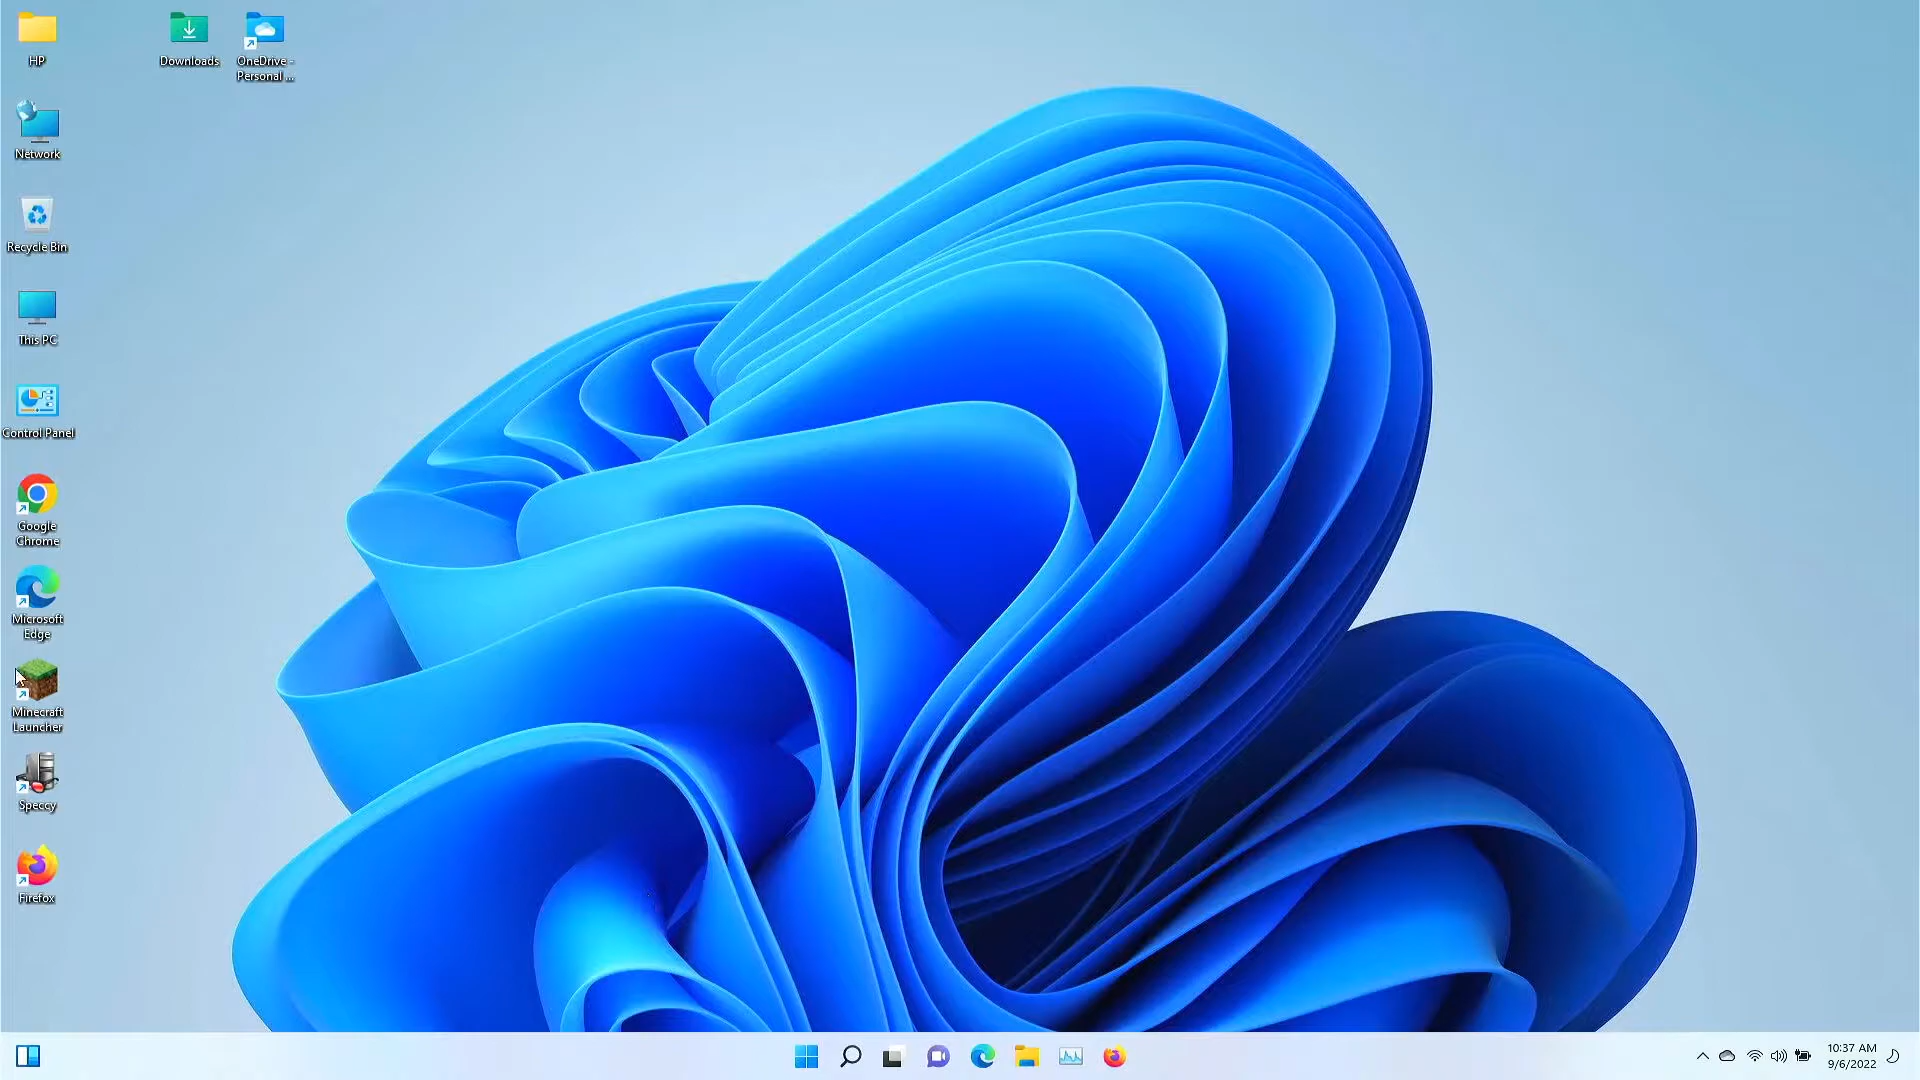 HP
Downloads
OneDrive -
Personal ...
Network
Recycle Bin
This PC
Control Panel
Google
Chrome
Microsoft
Edge
Minecraft
Launcher
Speccy
Firefox
10:37 AM
9/6/2022